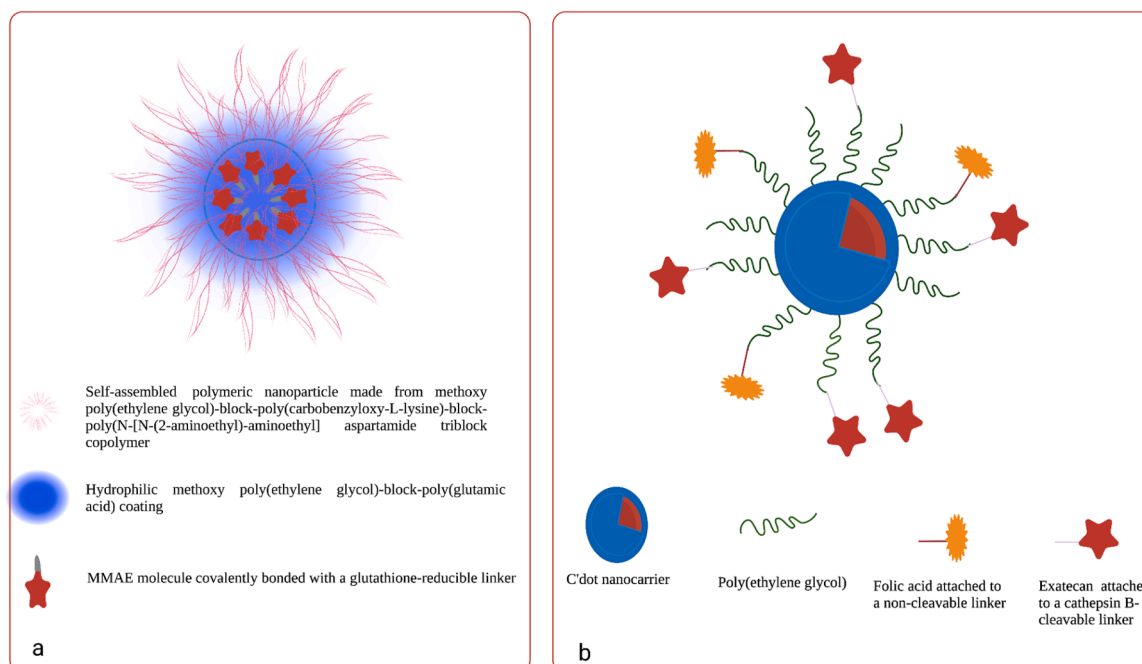 Self-assembled polymeric nanoparticle made from methoxy
poly(ethylene glycol)-block-poly(carbobenzyloxy-L-lysine)-block-
poly(N-[N-(2-aminoethyl)-aminoethyl] aspartamide triblock
copolymer
Hydrophilic methoxy poly(ethylene glycol)-block-poly(glutamic
acid) coating
MMAE molecule covalently bonded with a glutathione-reducible linker
a
C'dot nanocarrier
Poly(ethylene glycol)
Folic acid attached to
a non-cleavable linker
Exatecan attache
to a cathepsin B-
cleavable linker
b